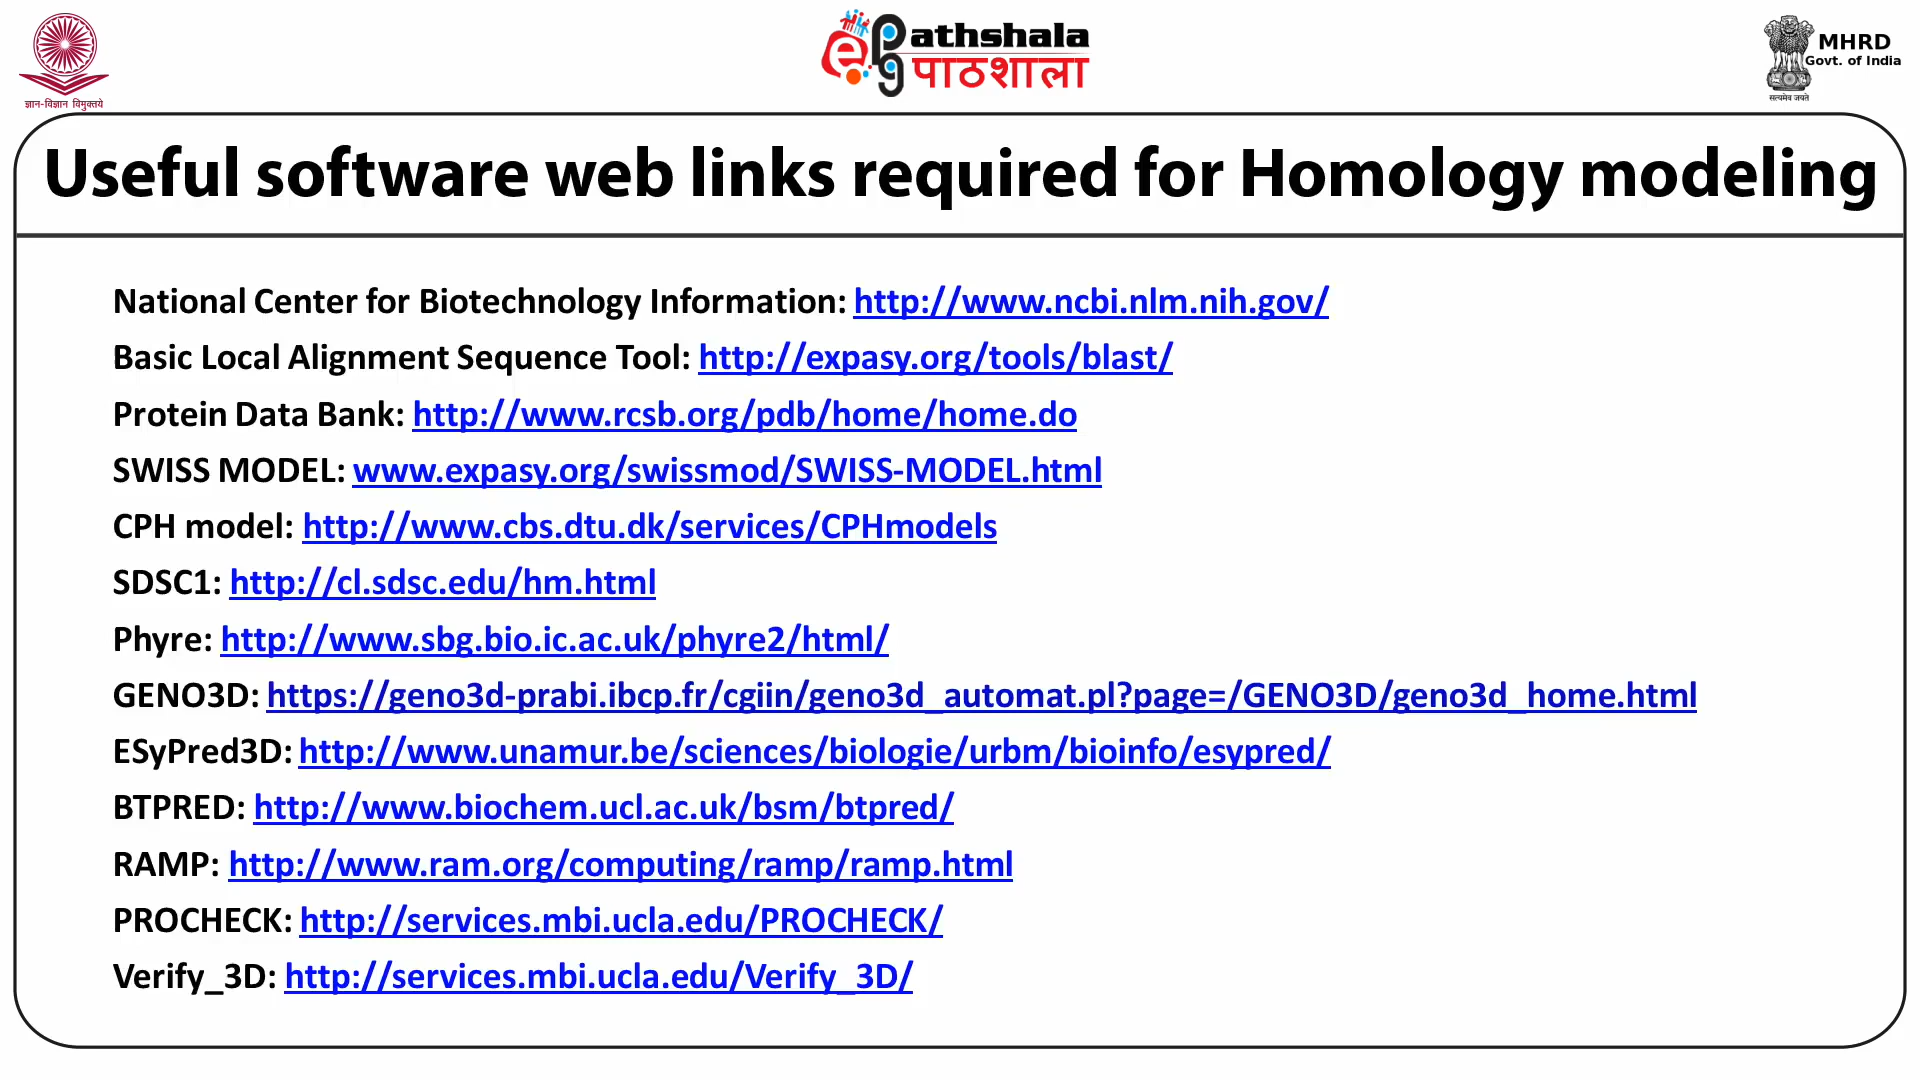 ज्ञान-विज्ञान विमुक्तये
ePathshala
पाठशाला
MHRD
Govt. of India
सत्यमेव जयते
Useful software web links required for Homology modeling
National Center for Biotechnology Information: http://www.ncbi.nlm.nih.gov/
Basic Local Alignment Sequence Tool: http://expasy.org/tools/blast/
Protein Data Bank: http://www.rcsb.org/pdb/home/home.do
SWISS MODEL: www.expasy.org/swissmod/SWISS-MODEL.html
CPH model: http://www.cbs.dtu.dk/services/CPHmodels
SDSC1: http://cl.sdsc.edu/hm.html
Phyre: http://www.sbg.bio.ic.ac.uk/phyre2/html/
GENO3D: https://geno3d-prabi.ibcp.fr/cgiin/geno3d_automat.pl?page=/GENO3D/geno3d_home.html
ESyPred3D: http://www.unamur.be/sciences/biologie/urbm/bioinfo/esypred/
BTPRED: http://www.biochem.ucl.ac.uk/bsm/btpred/
RAMP: http://www.ram.org/computing/ramp/ramp.html
PROCHECK: http://services.mbi.ucla.edu/PROCHECK/
Verify_3D: http://services.mbi.ucla.edu/Verify_3D/